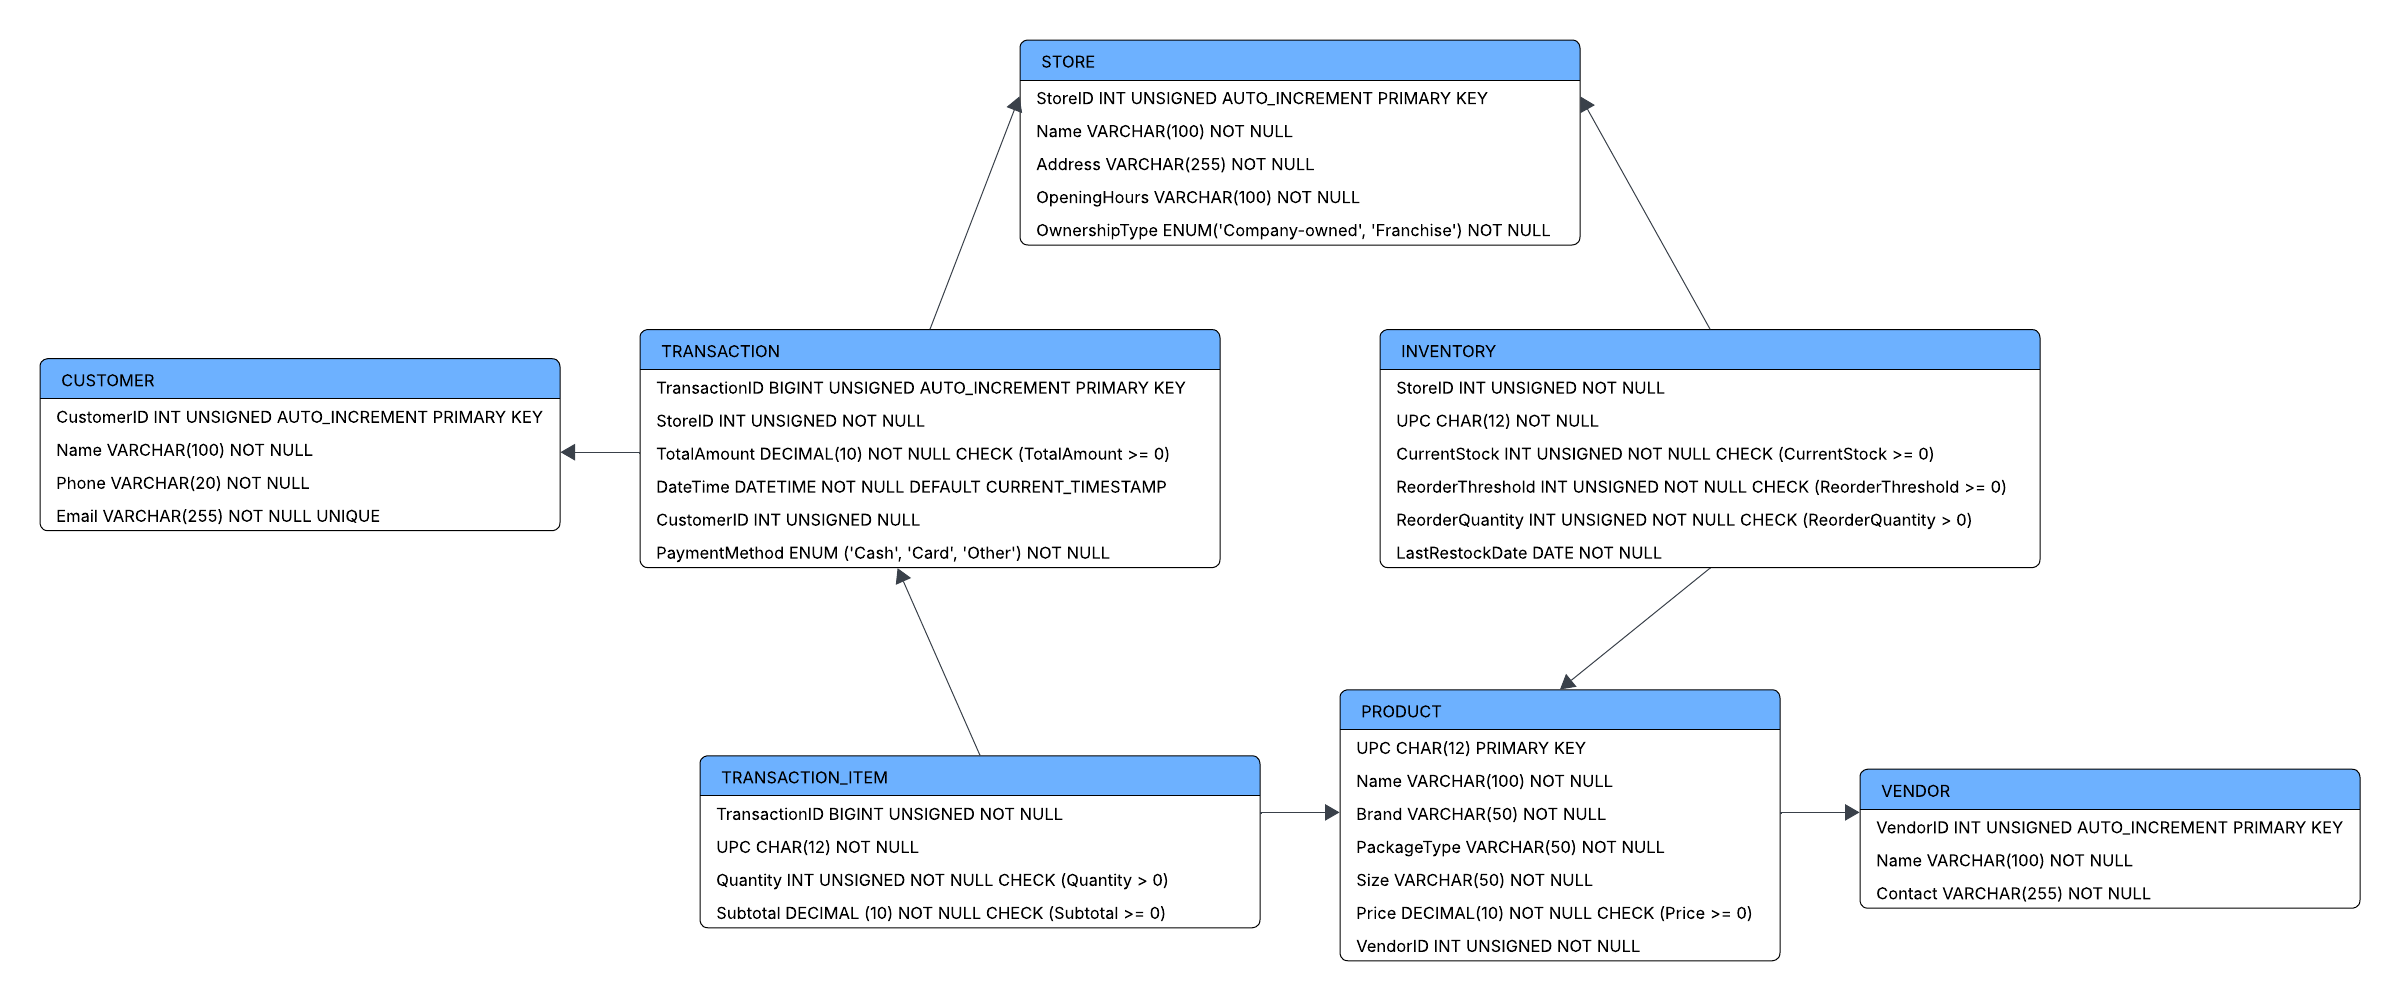 STORE
StoreID INT UNSIGNED AUTO_INCREMENT PRIMARY KEY
Name VARCHAR(100) NOT NULL
Address VARCHAR(255) NOT NULL
OpeningHours VARCHAR(100) NOT NULL
OwnershipType ENUM('Company-owned', 'Franchise') NOT NULL
CUSTOMER
CustomerID INT UNSIGNED AUTO_INCREMENT PRIMARY KEY
Name VARCHAR(100) NOT NULL
Phone VARCHAR(20) NOT NULL
Email VARCHAR(255) NOT NULL UNIQUE
TRANSACTION
TransactionID BIGINT UNSIGNED AUTO_INCREMENT PRIMARY KEY
StoreID INT UNSIGNED NOT NULL
TotalAmount DECIMAL(10) NOT NULL CHECK (TotalAmount >= 0)
DateTime DATETIME NOT NULL DEFAULT CURRENT_TIMESTAMP
CustomerID INT UNSIGNED NULL
PaymentMethod ENUM ('Cash', 'Card', 'Other') NOT NULL
INVENTORY
StoreID INT UNSIGNED NOT NULL
UPC CHAR(12) NOT NULL
CurrentStock INT UNSIGNED NOT NULL CHECK (CurrentStock >= 0)
ReorderThreshold INT UNSIGNED NOT NULL CHECK (ReorderThreshold >= 0)
ReorderQuantity INT UNSIGNED NOT NULL CHECK (ReorderQuantity > 0)
LastRestockDate DATE NOT NULL
TRANSACTION_ITEM
TransactionID BIGINT UNSIGNED NOT NULL
UPC CHAR(12) NOT NULL
Quantity INT UNSIGNED NOT NULL CHECK (Quantity > 0)
Subtotal DECIMAL (10) NOT NULL CHECK (Subtotal >= 0)
PRODUCT
UPC CHAR(12) PRIMARY KEY
Name VARCHAR(100) NOT NULL
Brand VARCHAR(50) NOT NULL
PackageType VARCHAR(50) NOT NULL
Size VARCHAR(50) NOT NULL
Price DECIMAL(10) NOT NULL CHECK (Price >= 0)
VendorID INT UNSIGNED NOT NULL
VENDOR
VendorID INT UNSIGNED AUTO_INCREMENT PRIMARY KEY
Name VARCHAR(100) NOT NULL
Contact VARCHAR(255) NOT NULL